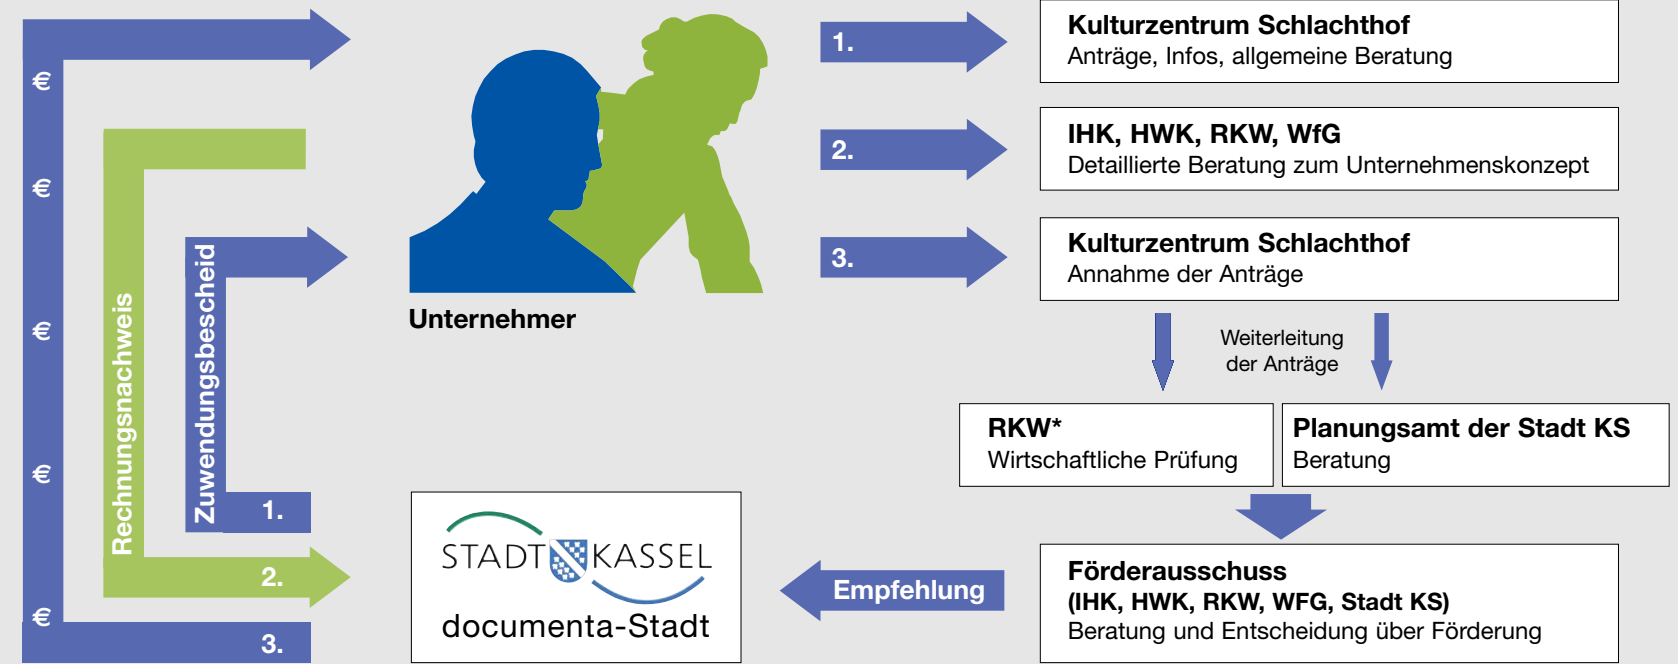 1.
Kulturzentrum Schlachthof
Anträge, Infos, allgemeine Beratung
2.
IHK, HWK, RKW, WfG
Detaillierte Beratung zum Unternehmenskonzept
3.
Kulturzentrum Schlachthof
Annahme der Anträge
Weiterleitung
der Anträge
RKW*
Wirtschaftliche Prüfung
Planungsamt der Stadt KS
Beratung
Förderausschuss
(IHK, HWK, RKW, WFG, Stadt KS)
Beratung und Entscheidung über Förderung
Empfehlung
STADT KASSEL
documenta-Stadt
Unternehmer
Zuwendungsbescheid
1.
Rechnungsnachweis
2.
€
€
€
€
€
3.